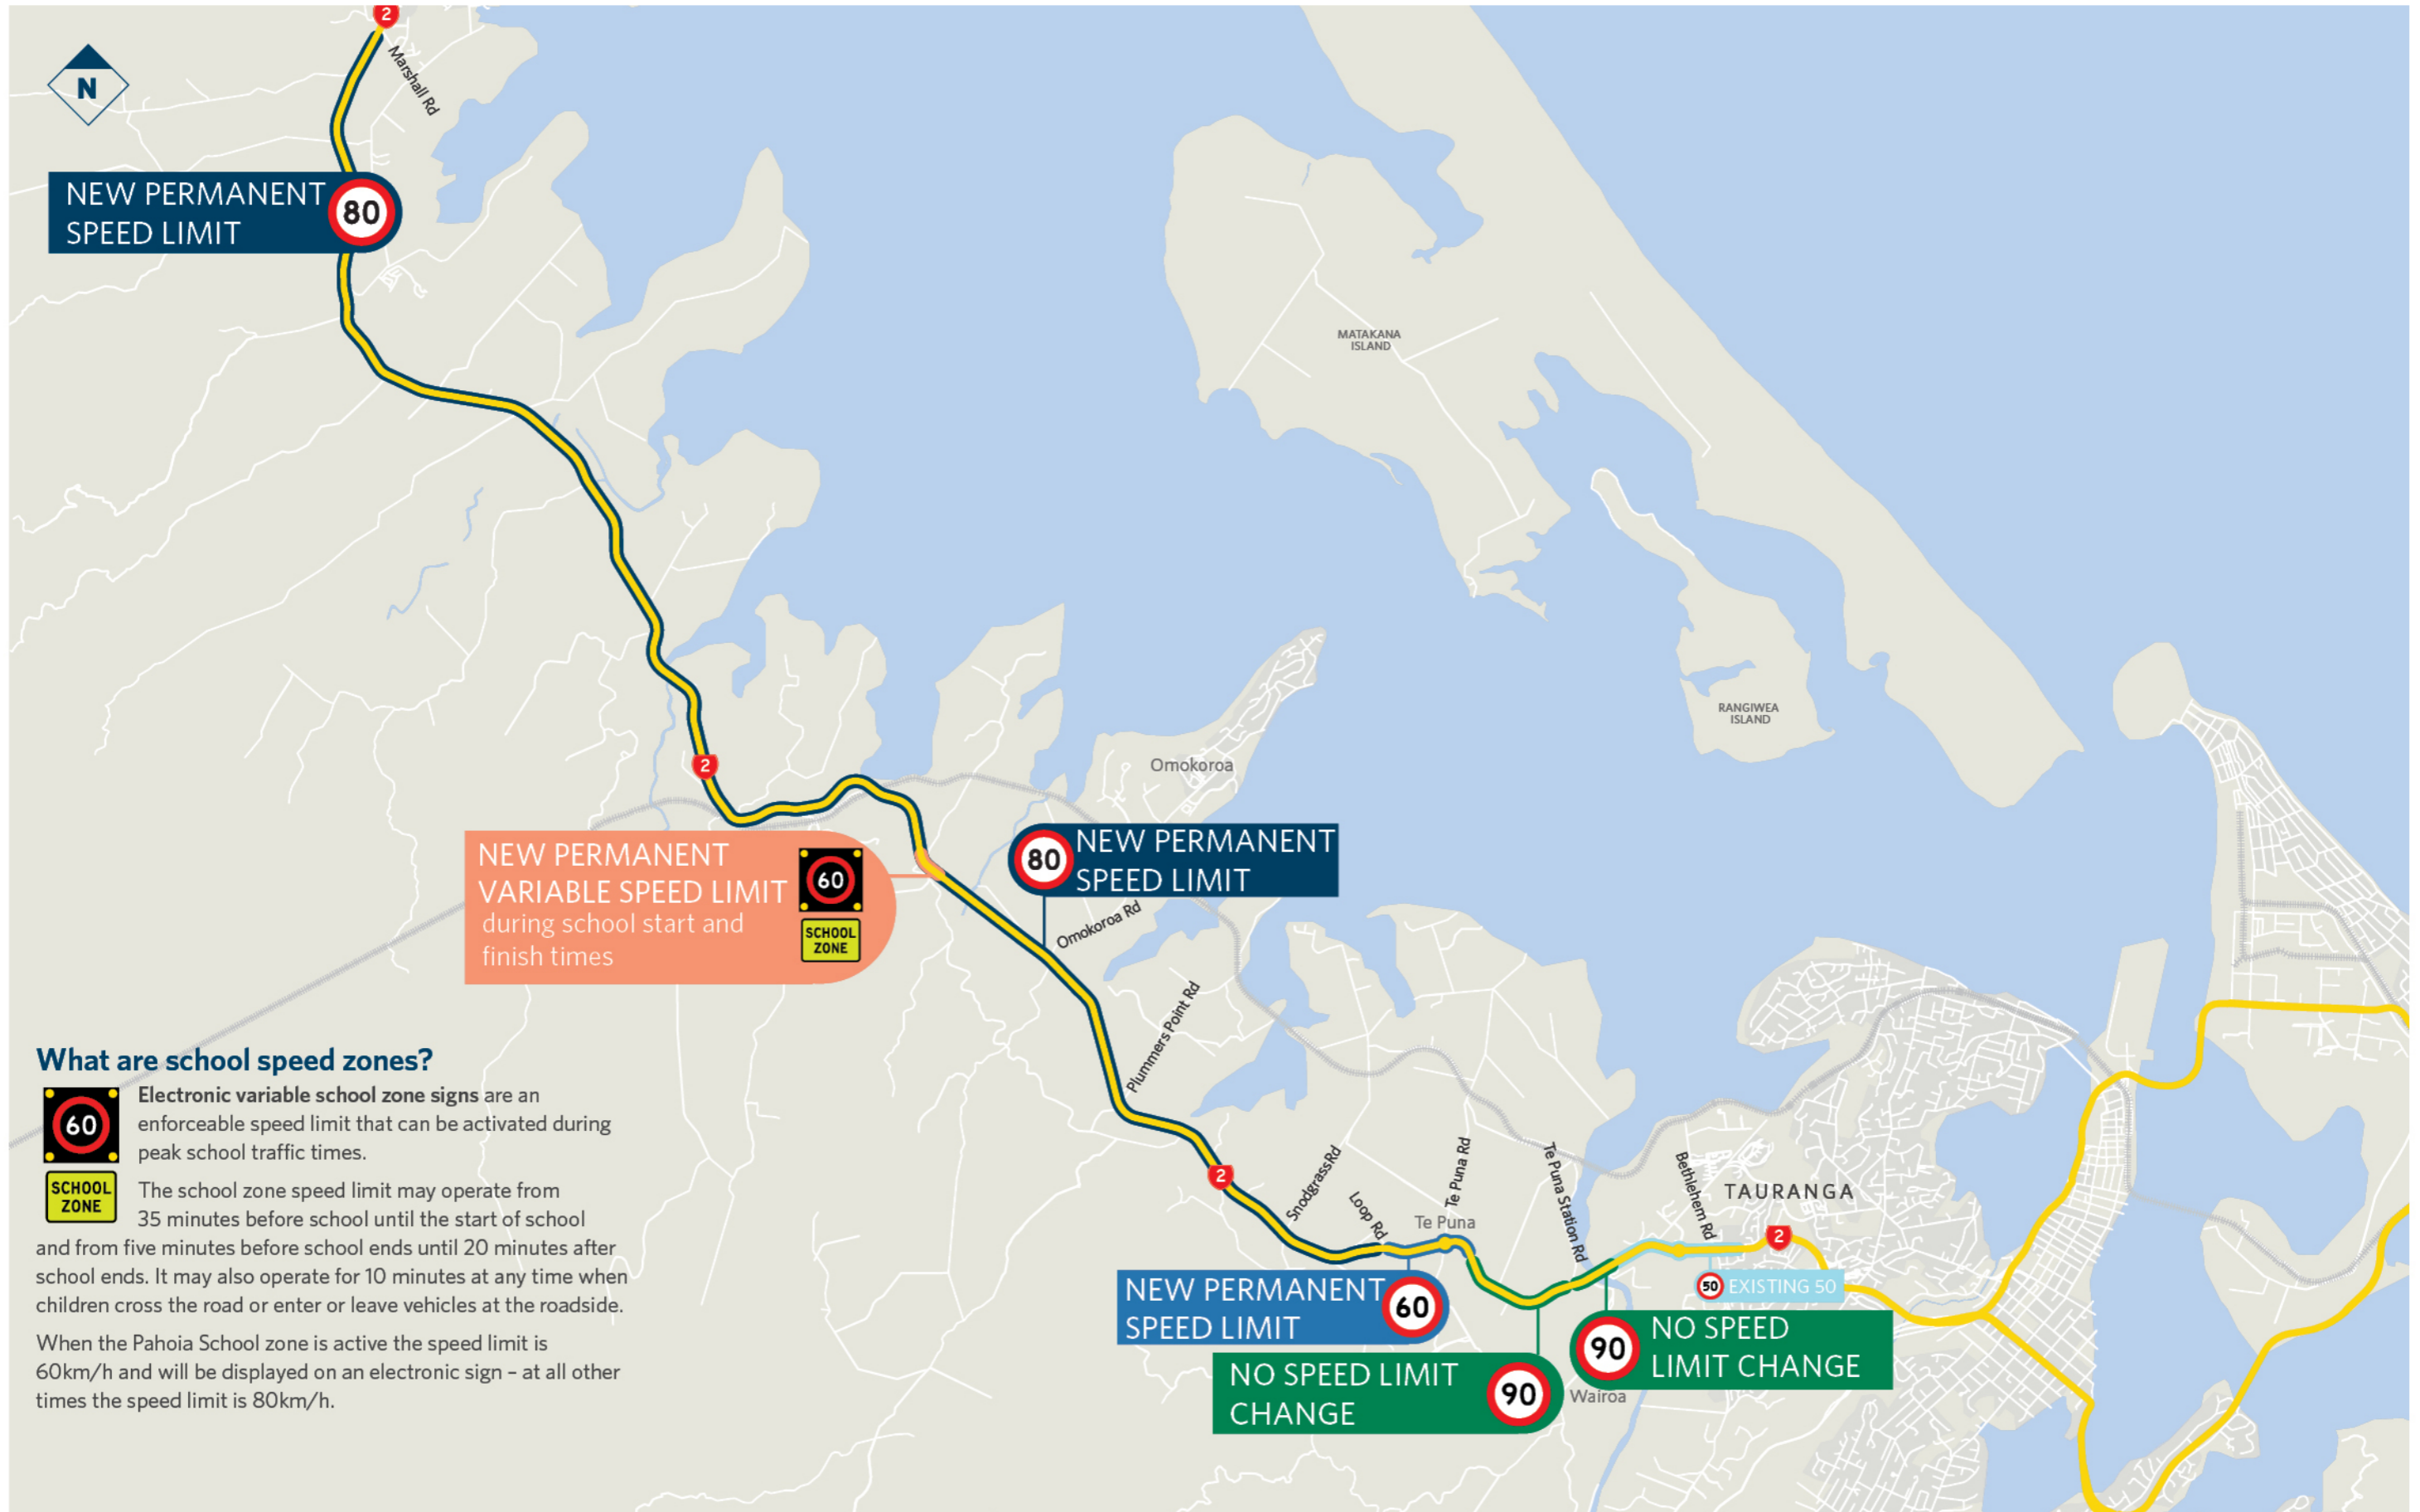 2
Marshall Rd
N
NEW PERMANENT
SPEED LIMIT
80
MATAKANA
ISLAND
RANGIWEA
ISLAND
2
Omokoroa
NEW PERMANENT
VARIABLE SPEED LIMIT
during school start and
finish times
60
SCHOOL
ZONE
80
NEW PERMANENT
SPEED LIMIT
Omokoroa Rd
Plummers Point Rd
What are school speed zones?
60
SCHOOL
ZONE
Electronic variable school zone signs are an
enforceable speed limit that can be activated during
peak school traffic times.
The school zone speed limit may operate from
35 minutes before school until the start of school
and from five minutes before school ends until 20 minutes after
school ends. It may also operate for 10 minutes at any time when
children cross the road or enter or leave vehicles at the roadside.
When the Pahoia School zone is active the speed limit is
60km/h and will be displayed on an electronic sign – at all other
times the speed limit is 80km/h.
2
SnodgrassRd
Loop Rd
Te Puna Rd
Te Puna
Te Puna Station Rd
Bethlehem Rd
TAURANGA
2
50
EXISTING 50
NEW PERMANENT
SPEED LIMIT
60
90
NO SPEED
LIMIT CHANGE
NO SPEED LIMIT
CHANGE
90
Wairoa